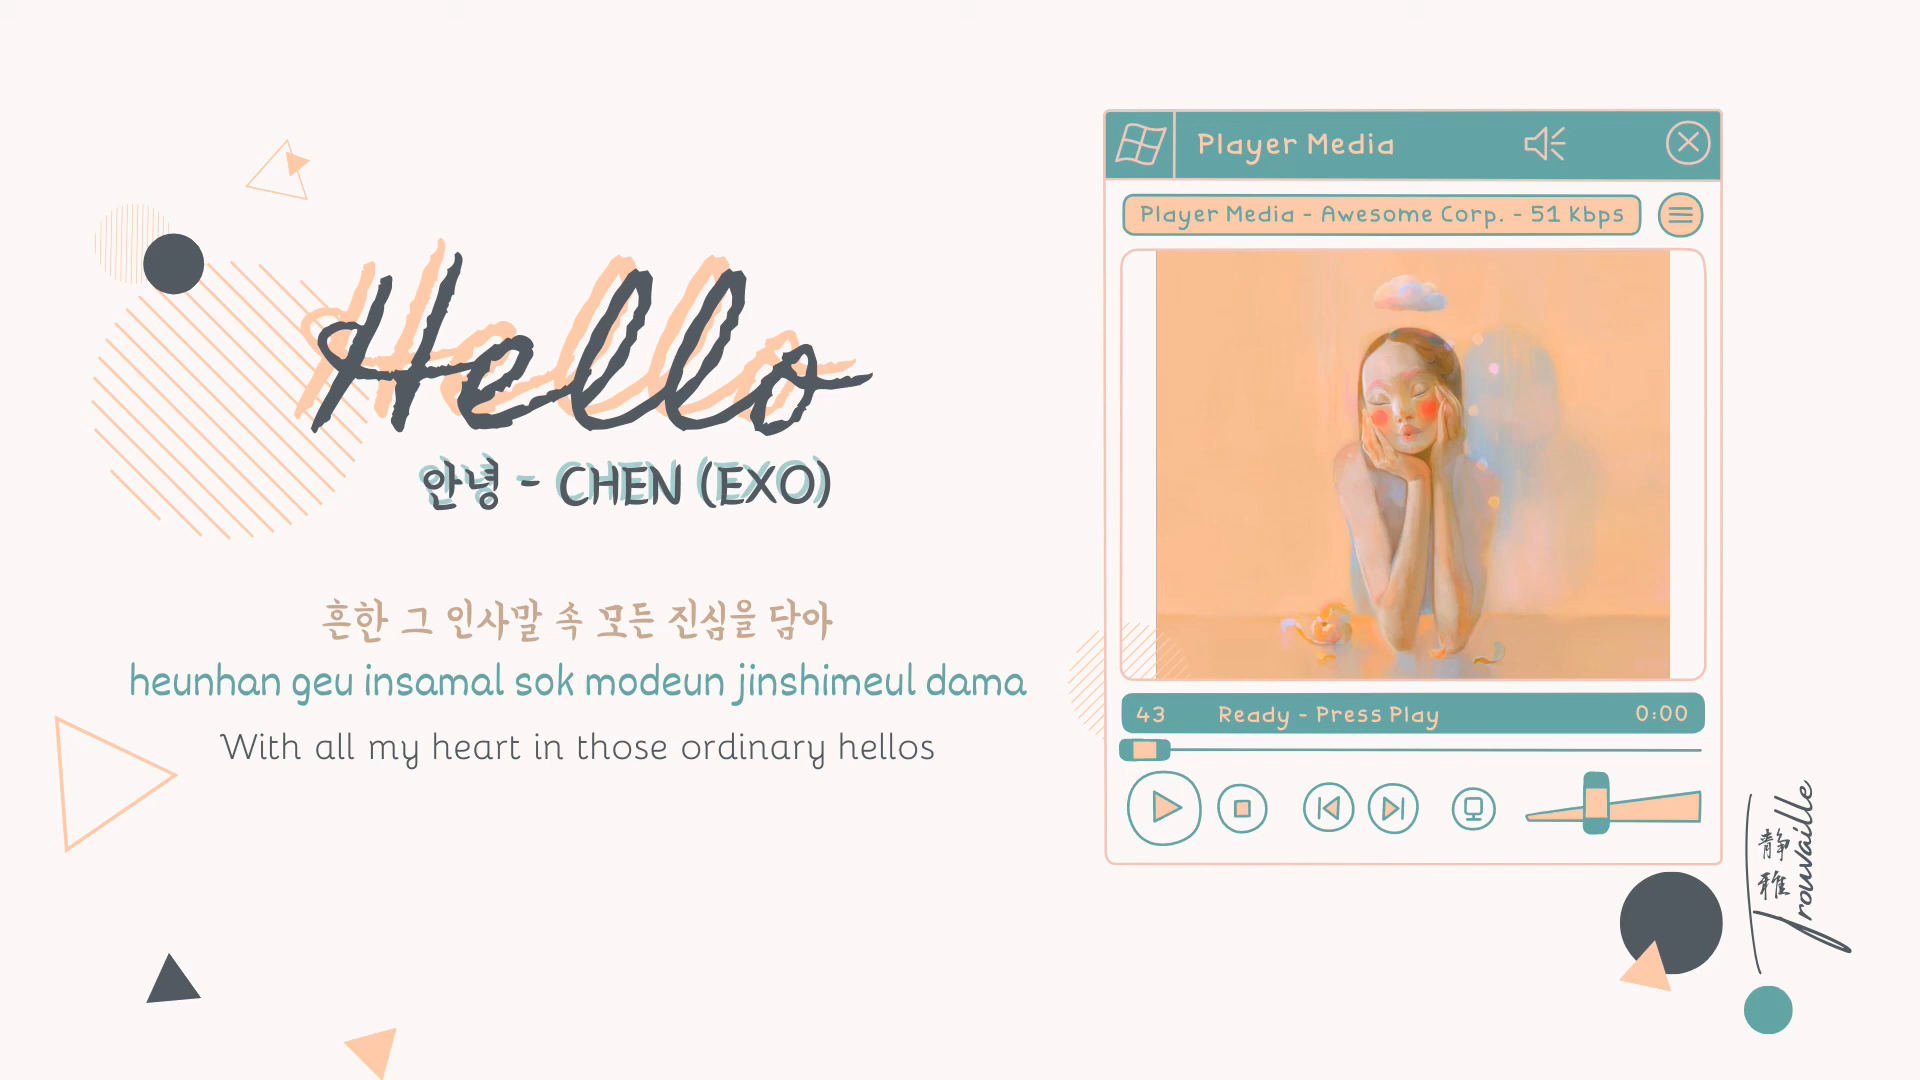 Hello
안녕 - CHEN (EXO)
흔한 그 인사말 속 모든 진심을 담아
heunhan geu insamal sok modeun jinshimeul dama
With all my heart in those ordinary hellos
Player Media
Player Media - Awesome Corp. - 51 Kbps
43 Ready - Press Play 0:00
静雅
Trouvaille